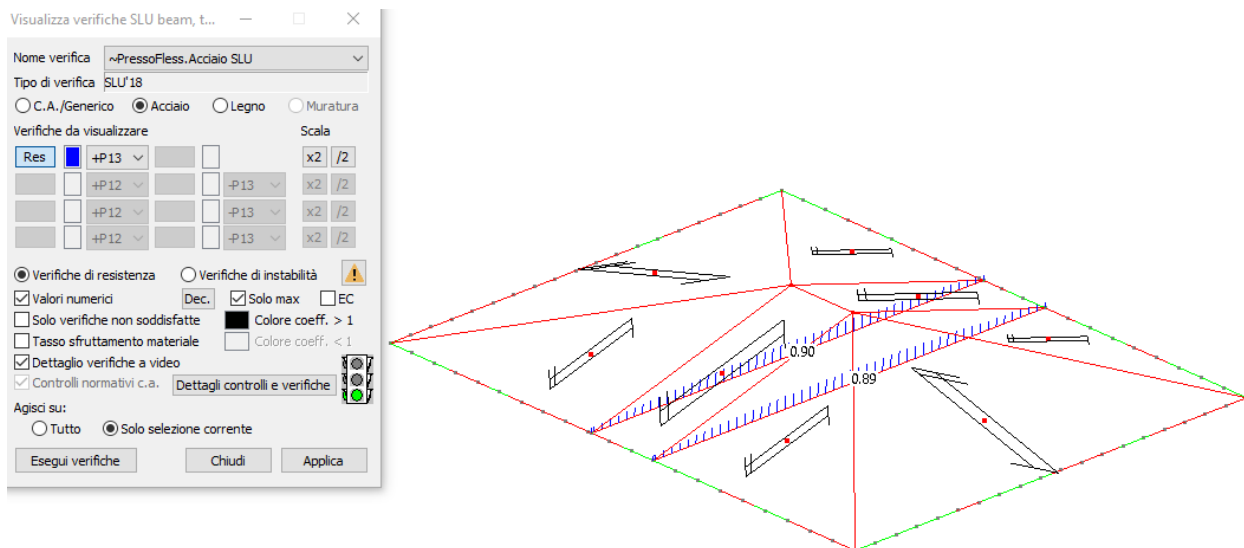 Visualizza verifiche SLU beam, t...
Nome verifica ~PressoFless.Acciaio SLU
Tipo di verifica SLU'18
C.A./Generico Acciaio Legno Muratura
Verifiche da visualizzare Scala
Res +P13 x2 /2
+P12 -P13 x2 /2
+P12 -P13 x2 /2
+P12 -P13 x2 /2
Verifiche di resistenza Verifiche di instabilità
Valori numerici Dec. Solo max EC
Solo verifiche non soddisfatte Colore coeff. > 1
Tasso sfruttamento materiale Colore coeff. < 1
Dettaglio verifiche a video
Controlli normativi c.a. Dettagli controlli e verifiche
Agisci su:
Tutto Solo selezione corrente
Esegui verifiche Chiudi Applica
0.90
0.89